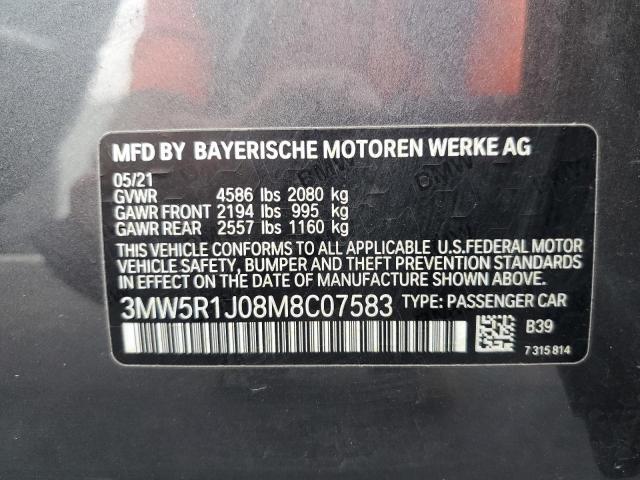 MFD BY BAYERISCHE MOTOREN WERKE AG
05/21
GVWR 4586 lbs 2080 kg
GAWR FRONT 2194 lbs 995 kg
GAWR REAR 2557 lbs 1160 kg
THIS VEHICLE CONFORMS TO ALL APPLICABLE U.S.FEDERAL MOTOR
VEHICLE SAFETY, BUMPER AND THEFT PREVENTION STANDARDS
IN EFFECT ON THE DATE OF MANUFACTURE SHOWN ABOVE.
3MW5R1J08M8C07583 TYPE: PASSENGER CAR
B39
7 315 814